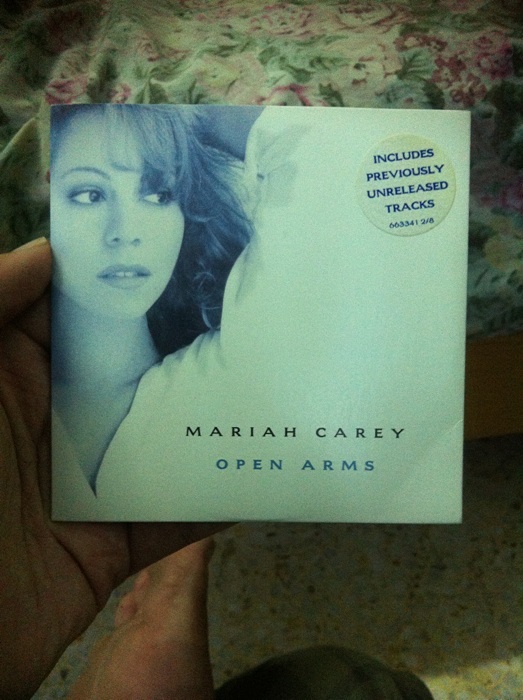 INCLUDES
PREVIOUSLY
UNRELEASED
TRACKS
663341 2/8
MARIAH CAREY
OPEN ARMS